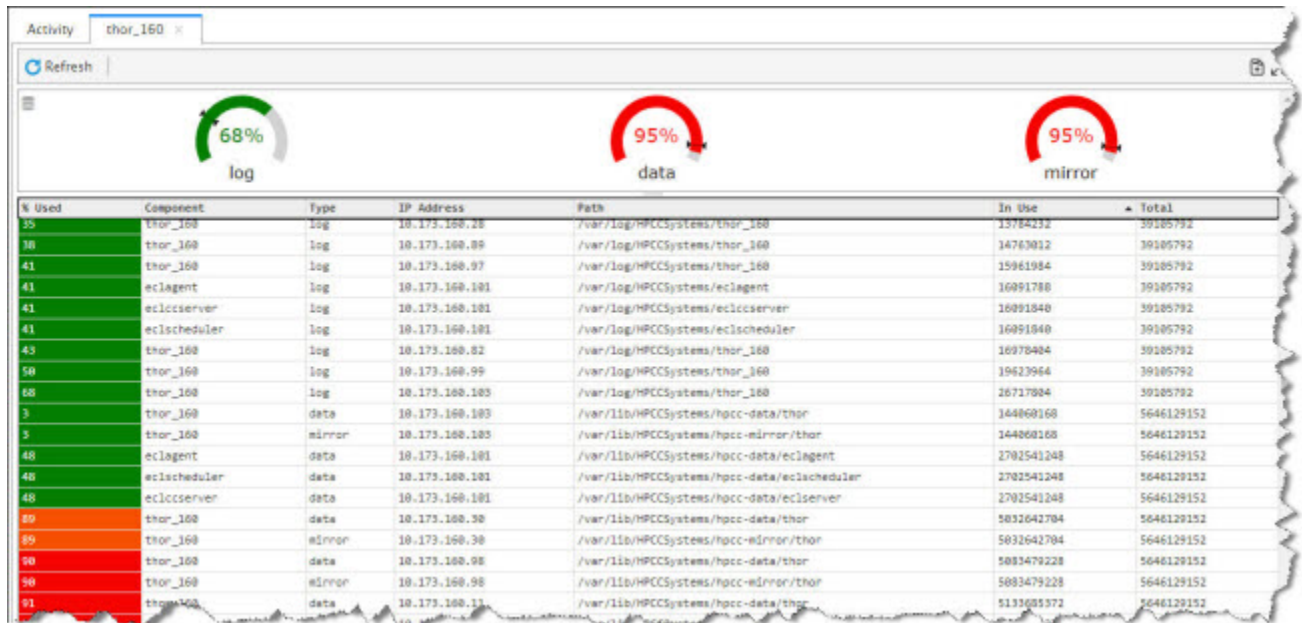 Activity thor_160 ×
Refresh
68% 95% 95%
log data mirror
% Used Component Type IP Address Path In Use Total
35 thor_160 log 10.173.160.28 /var/log/HPCCSystems/thor_160 13784232 39105792
38 thor_160 log 10.173.160.89 /var/log/HPCCSystems/thor_160 14763012 39105792
41 thor_160 log 10.173.160.97 /var/log/HPCCSystems/thor_160 15961984 39105792
41 eclagent log 10.173.160.101 /var/log/HPCCSystems/eclagent 16091788 39105792
41 eclccserver log 10.173.160.101 /var/log/HPCCSystems/eclccserver 16091840 39105792
41 eclscheduler log 10.173.160.101 /var/log/HPCCSystems/eclscheduler 16091840 39105792
43 thor_160 log 10.173.160.82 /var/log/HPCCSystems/thor_160 16978404 39105792
50 thor_160 log 10.173.160.99 /var/log/HPCCSystems/thor_160 19623964 39105792
68 thor_160 log 10.173.160.103 /var/log/HPCCSystems/thor_160 26717804 39105792
3 thor_160 data 10.173.160.103 /var/lib/HPCCSystems/hpcc-data/thor 144060168 5646129152
3 thor_160 mirror 10.173.160.103 /var/lib/HPCCSystems/hpcc-mirror/thor 144060168 5646129152
48 eclagent data 10.173.160.101 /var/lib/HPCCSystems/hpcc-data/eclagent 2702541248 5646129152
48 eclscheduler data 10.173.160.101 /var/lib/HPCCSystems/hpcc-data/eclscheduler 2702541248 5646129152
48 eclccserver data 10.173.160.101 /var/lib/HPCCSystems/hpcc-data/eclserver 2702541248 5646129152
89 thor_160 data 10.173.160.30 /var/lib/HPCCSystems/hpcc-data/thor 5032642704 5646129152
89 thor_160 mirror 10.173.160.30 /var/lib/HPCCSystems/hpcc-mirror/thor 5032642704 5646129152
90 thor_160 data 10.173.160.98 /var/lib/HPCCSystems/hpcc-data/thor 5083479228 5646129152
90 thor_160 mirror 10.173.160.98 /var/lib/HPCCSystems/hpcc-mirror/thor 5083479228 5646129152
91 thor_160 data /var/lib/HPCCSystems/hpcc-data/thor 5133685372 5646129152